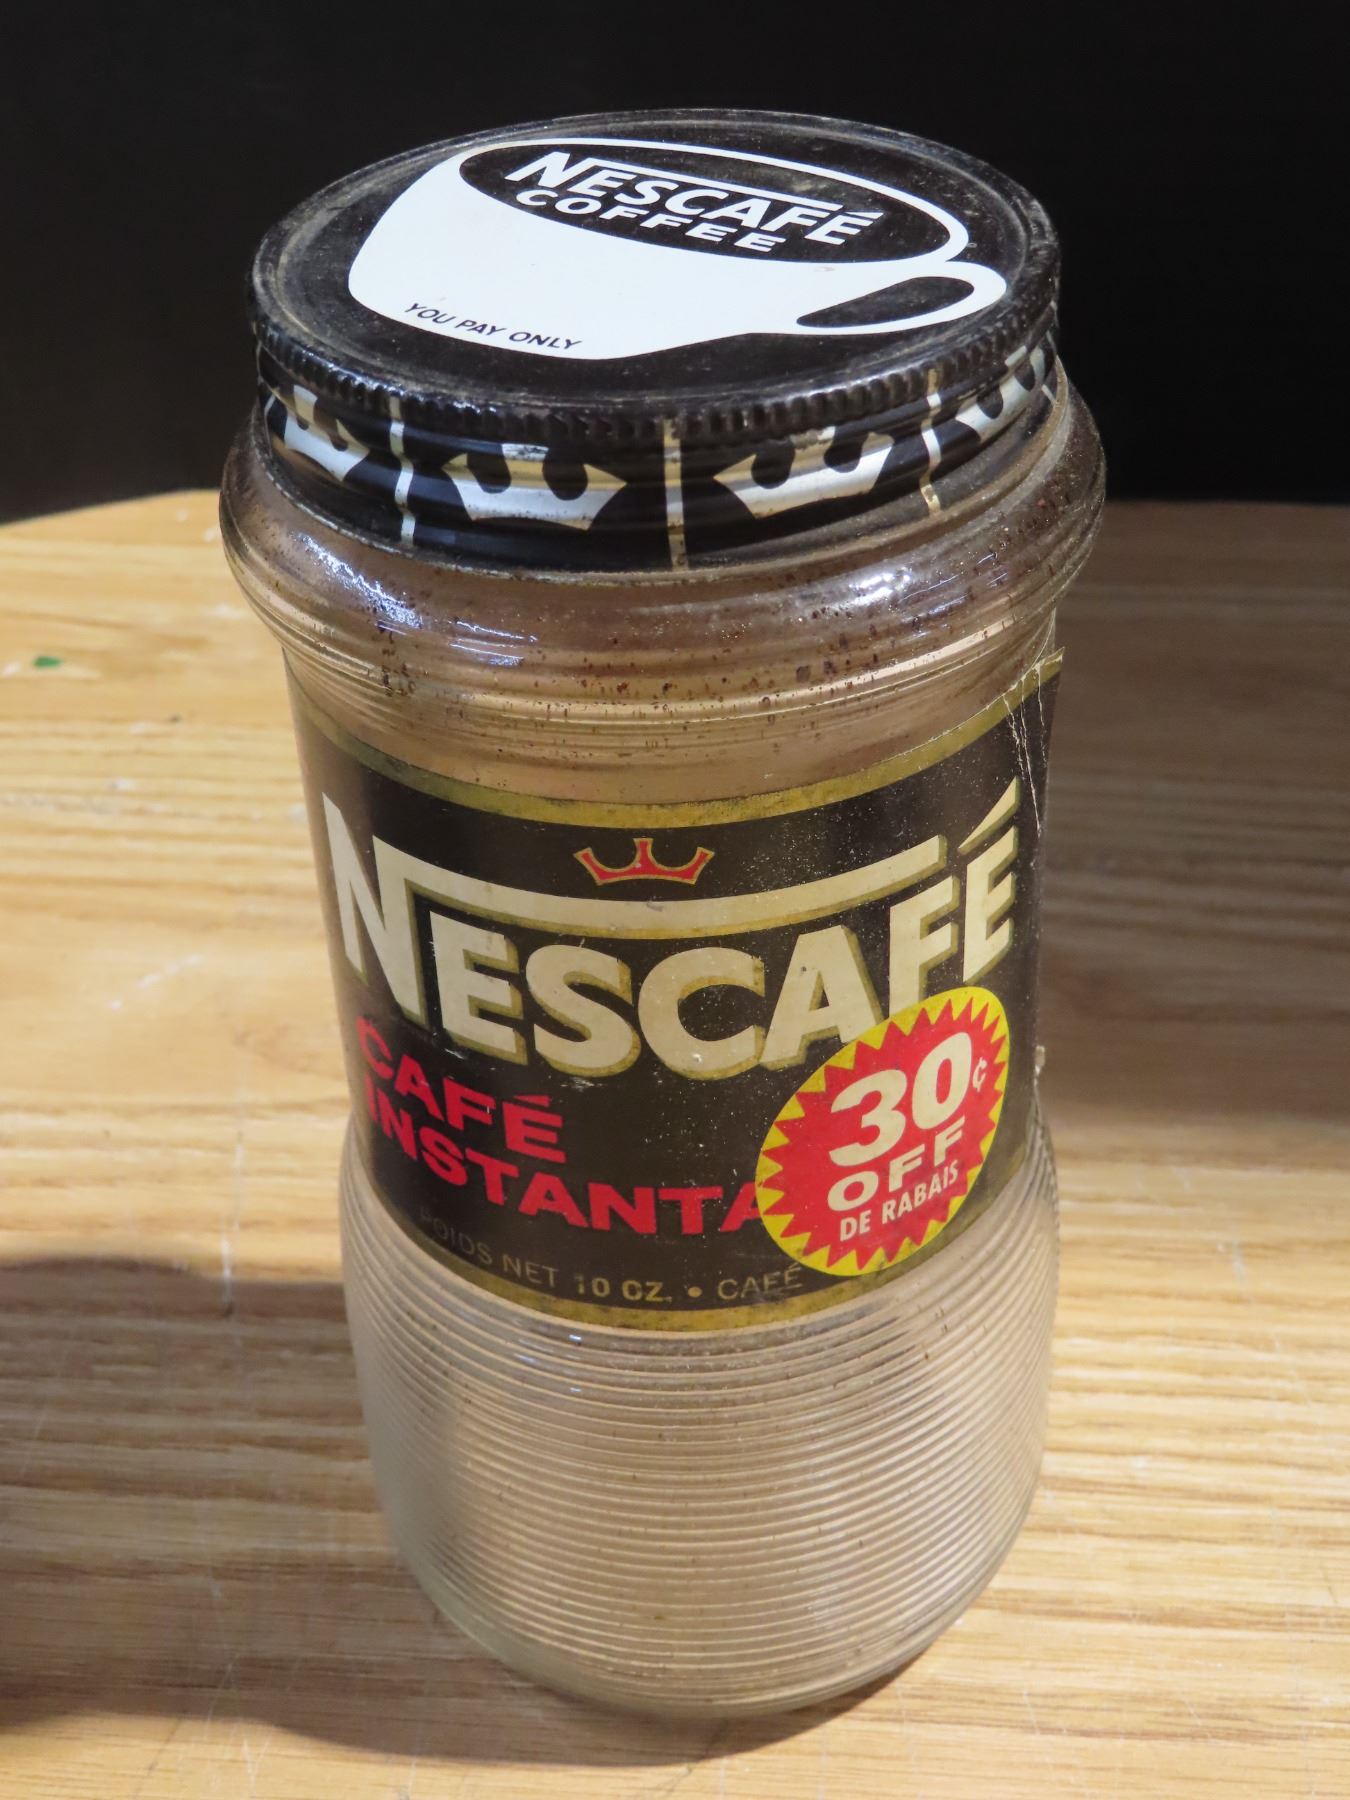 NESCAFÉ
COFFEE
YOU PAY ONLY
NESCAFÉ
CAFÉ
INSTANTA
30¢
OFF
DE RABAIS
POIDS NET 10 OZ. • CAFÉ